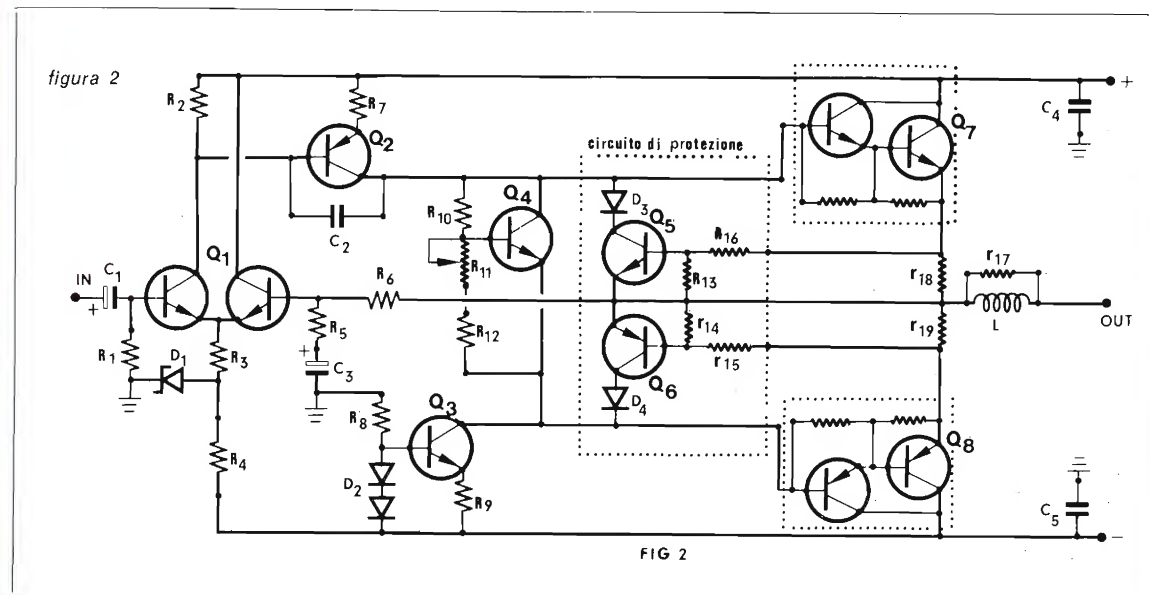 figura 2
R2
R7
Q2
C2
Q1
IN
C1
+
R1
D1
R3
R4
R6
R5
+
C3
R8
D2
Q3
R9
R10
Q4
R11
R12
circuito di protezione
D3
Q5
R16
R13
r14
r15
Q6
D4
Q7
r18
r19
r17
L
OUT
Q8
C4
+
C5
-
FIG 2